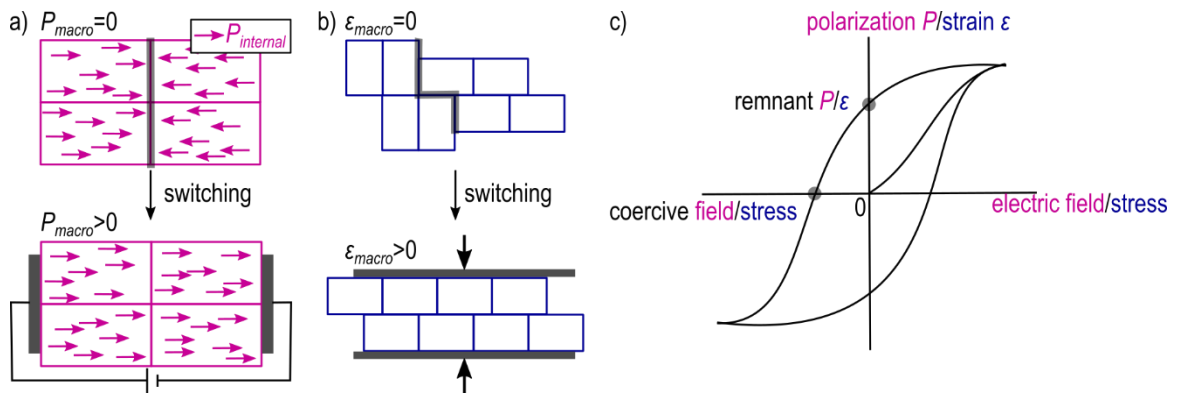 a)
P_macro=0
P_internal
switching
P_macro>0
b)
ε_macro=0
switching
ε_macro>0
c)
polarization P/strain ε
remnant P/ε
coercive field/stress
0
electric field/stress